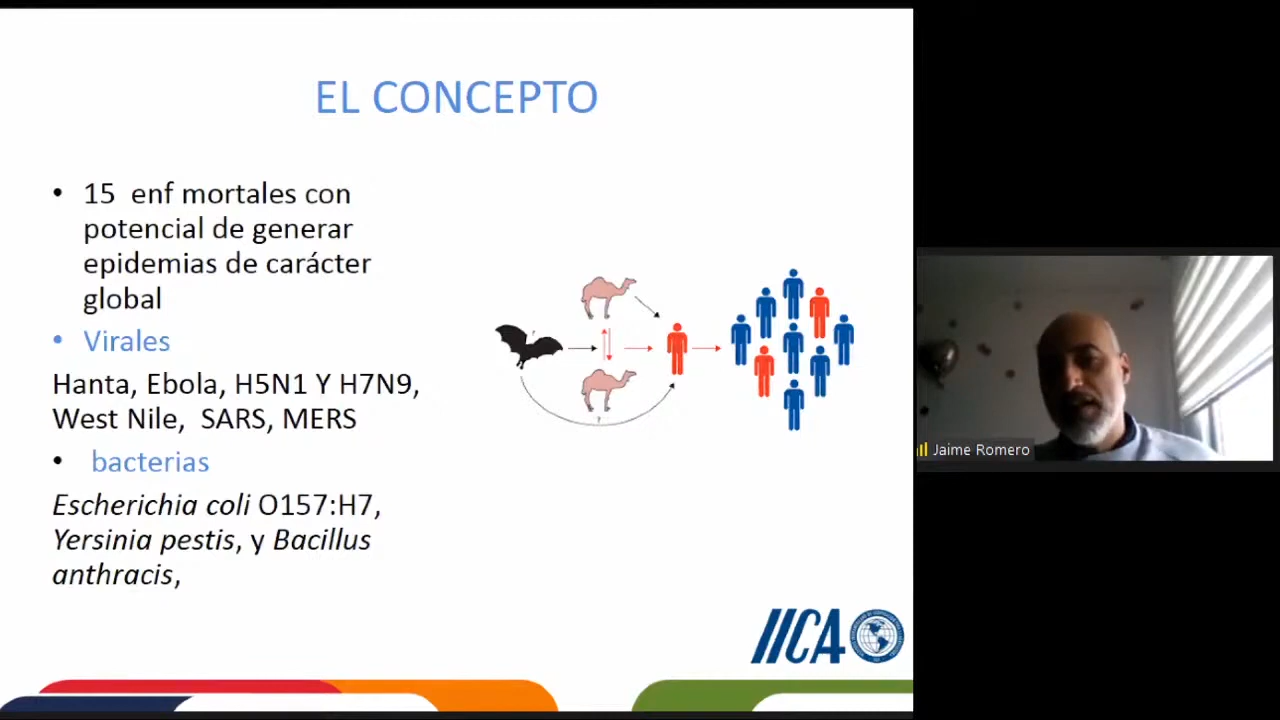 EL CONCEPTO
• 15 enf mortales con
potencial de generar
epidemias de carácter
global
• Virales
Hanta, Ebola, H5N1 Y H7N9,
West Nile, SARS, MERS
• bacterias
Escherichia coli O157:H7,
Yersinia pestis, y Bacillus
anthracis,
?
?
IICA
Jaime Romero